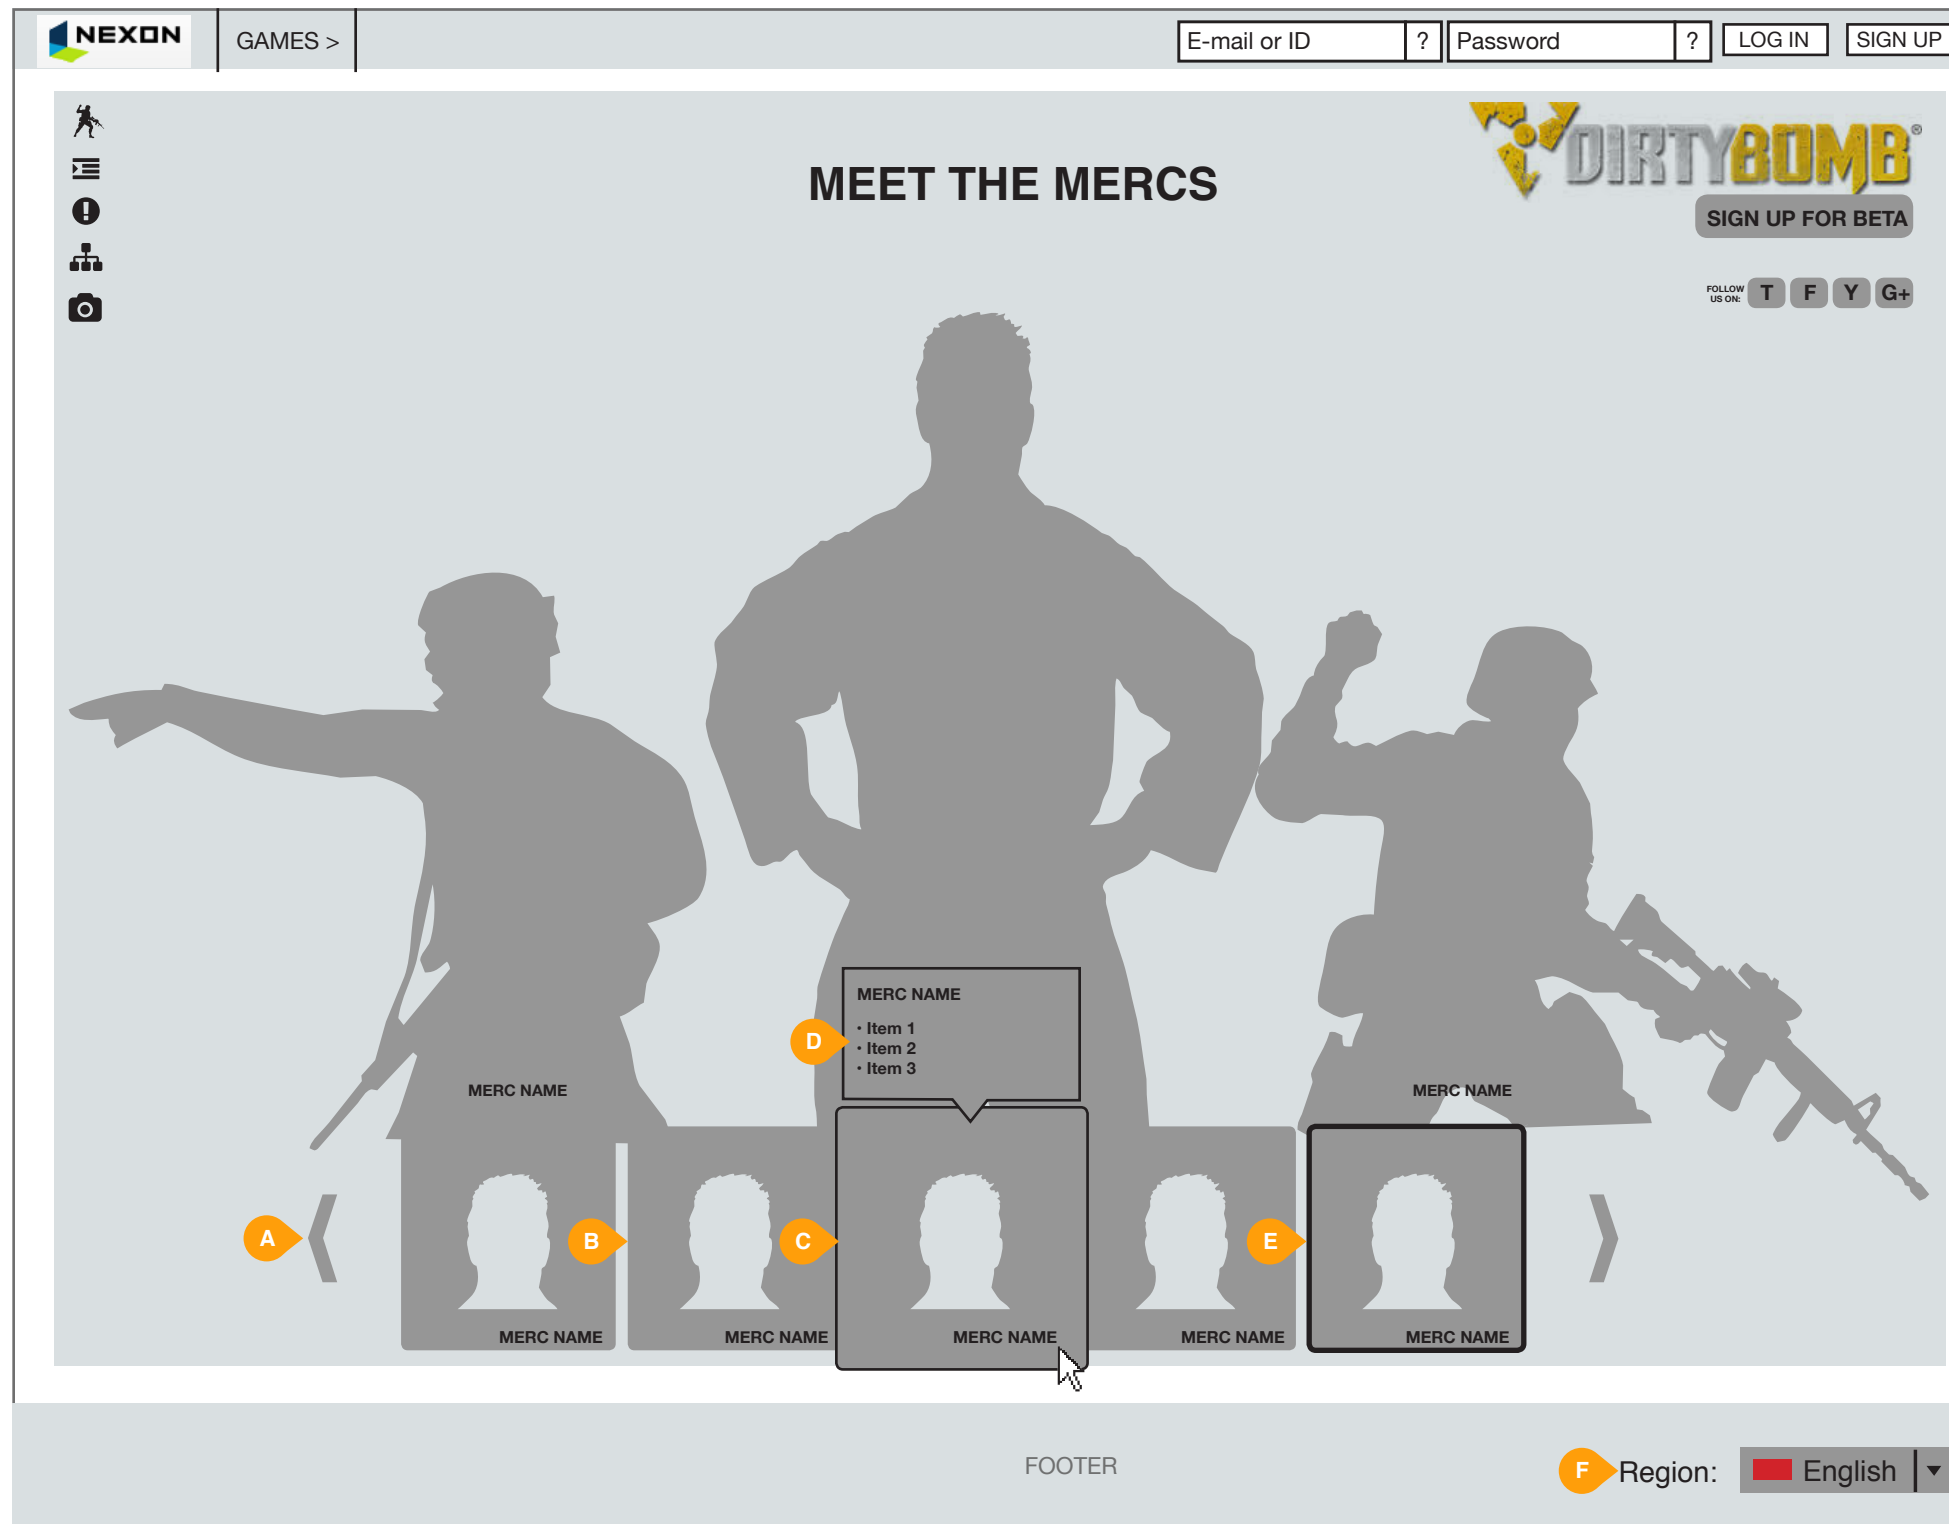 NEXON
GAMES >
E-mail or ID
?
Password
?
LOG IN
SIGN UP
DIRTYBOMB®
MEET THE MERCS
SIGN UP FOR BETA
FOLLOW
US ON:
T
F
Y
G+
MERC NAME
• Item 1
• Item 2
• Item 3
D
MERC NAME
MERC NAME
A
B
C
E
MERC NAME
MERC NAME
MERC NAME
MERC NAME
MERC NAME
FOOTER
F
Region:
English